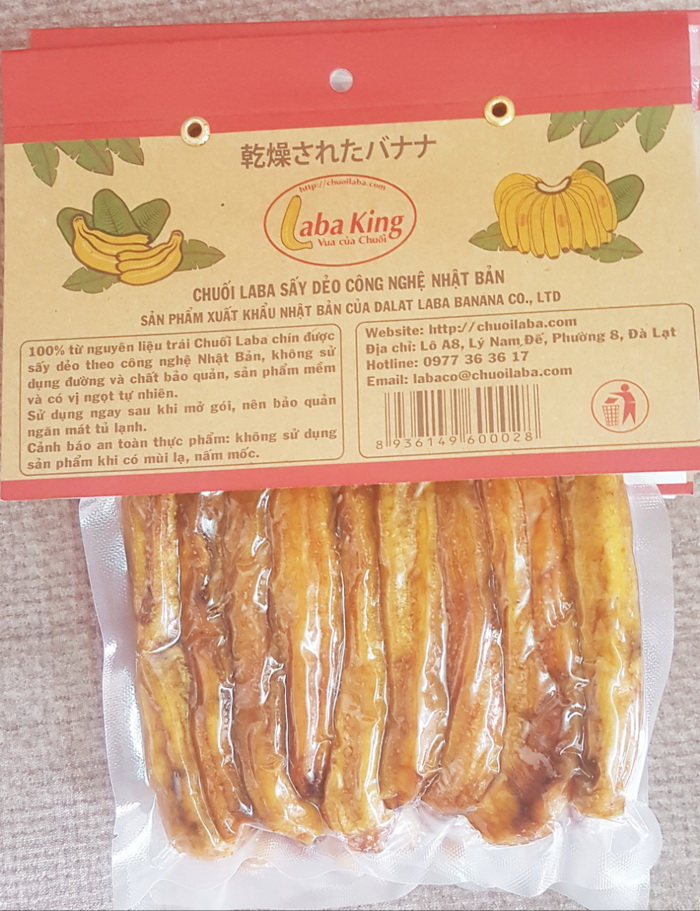 乾燥されたバナナ
http://chuoilaba.com
Laba King
Vua của Chuối
CHUỐI LABA SẤY DẺO CÔNG NGHỆ NHẬT BẢN
SẢN PHẨM XUẤT KHẨU NHẬT BẢN CỦA DALAT LABA BANANA CO., LTD
100% từ nguyên liệu trái Chuối Laba chín được
sấy dẻo theo công nghệ Nhật Bản, không sử
dụng đường và chất bảo quản, sản phẩm mềm
và có vị ngọt tự nhiên.
Sử dụng ngay sau khi mở gói, nên bảo quản
ngăn mát tủ lạnh.
Cảnh báo an toàn thực phẩm: không sử dụng
sản phẩm khi có mùi lạ, nấm mốc.
Website: http://chuoilaba.com
Địa chỉ: Lô A8, Lý Nam Đế, Phường 8, Đà Lạt
Hotline: 0977 36 36 17
Email: labaco@chuoilaba.com
8 936149 600028